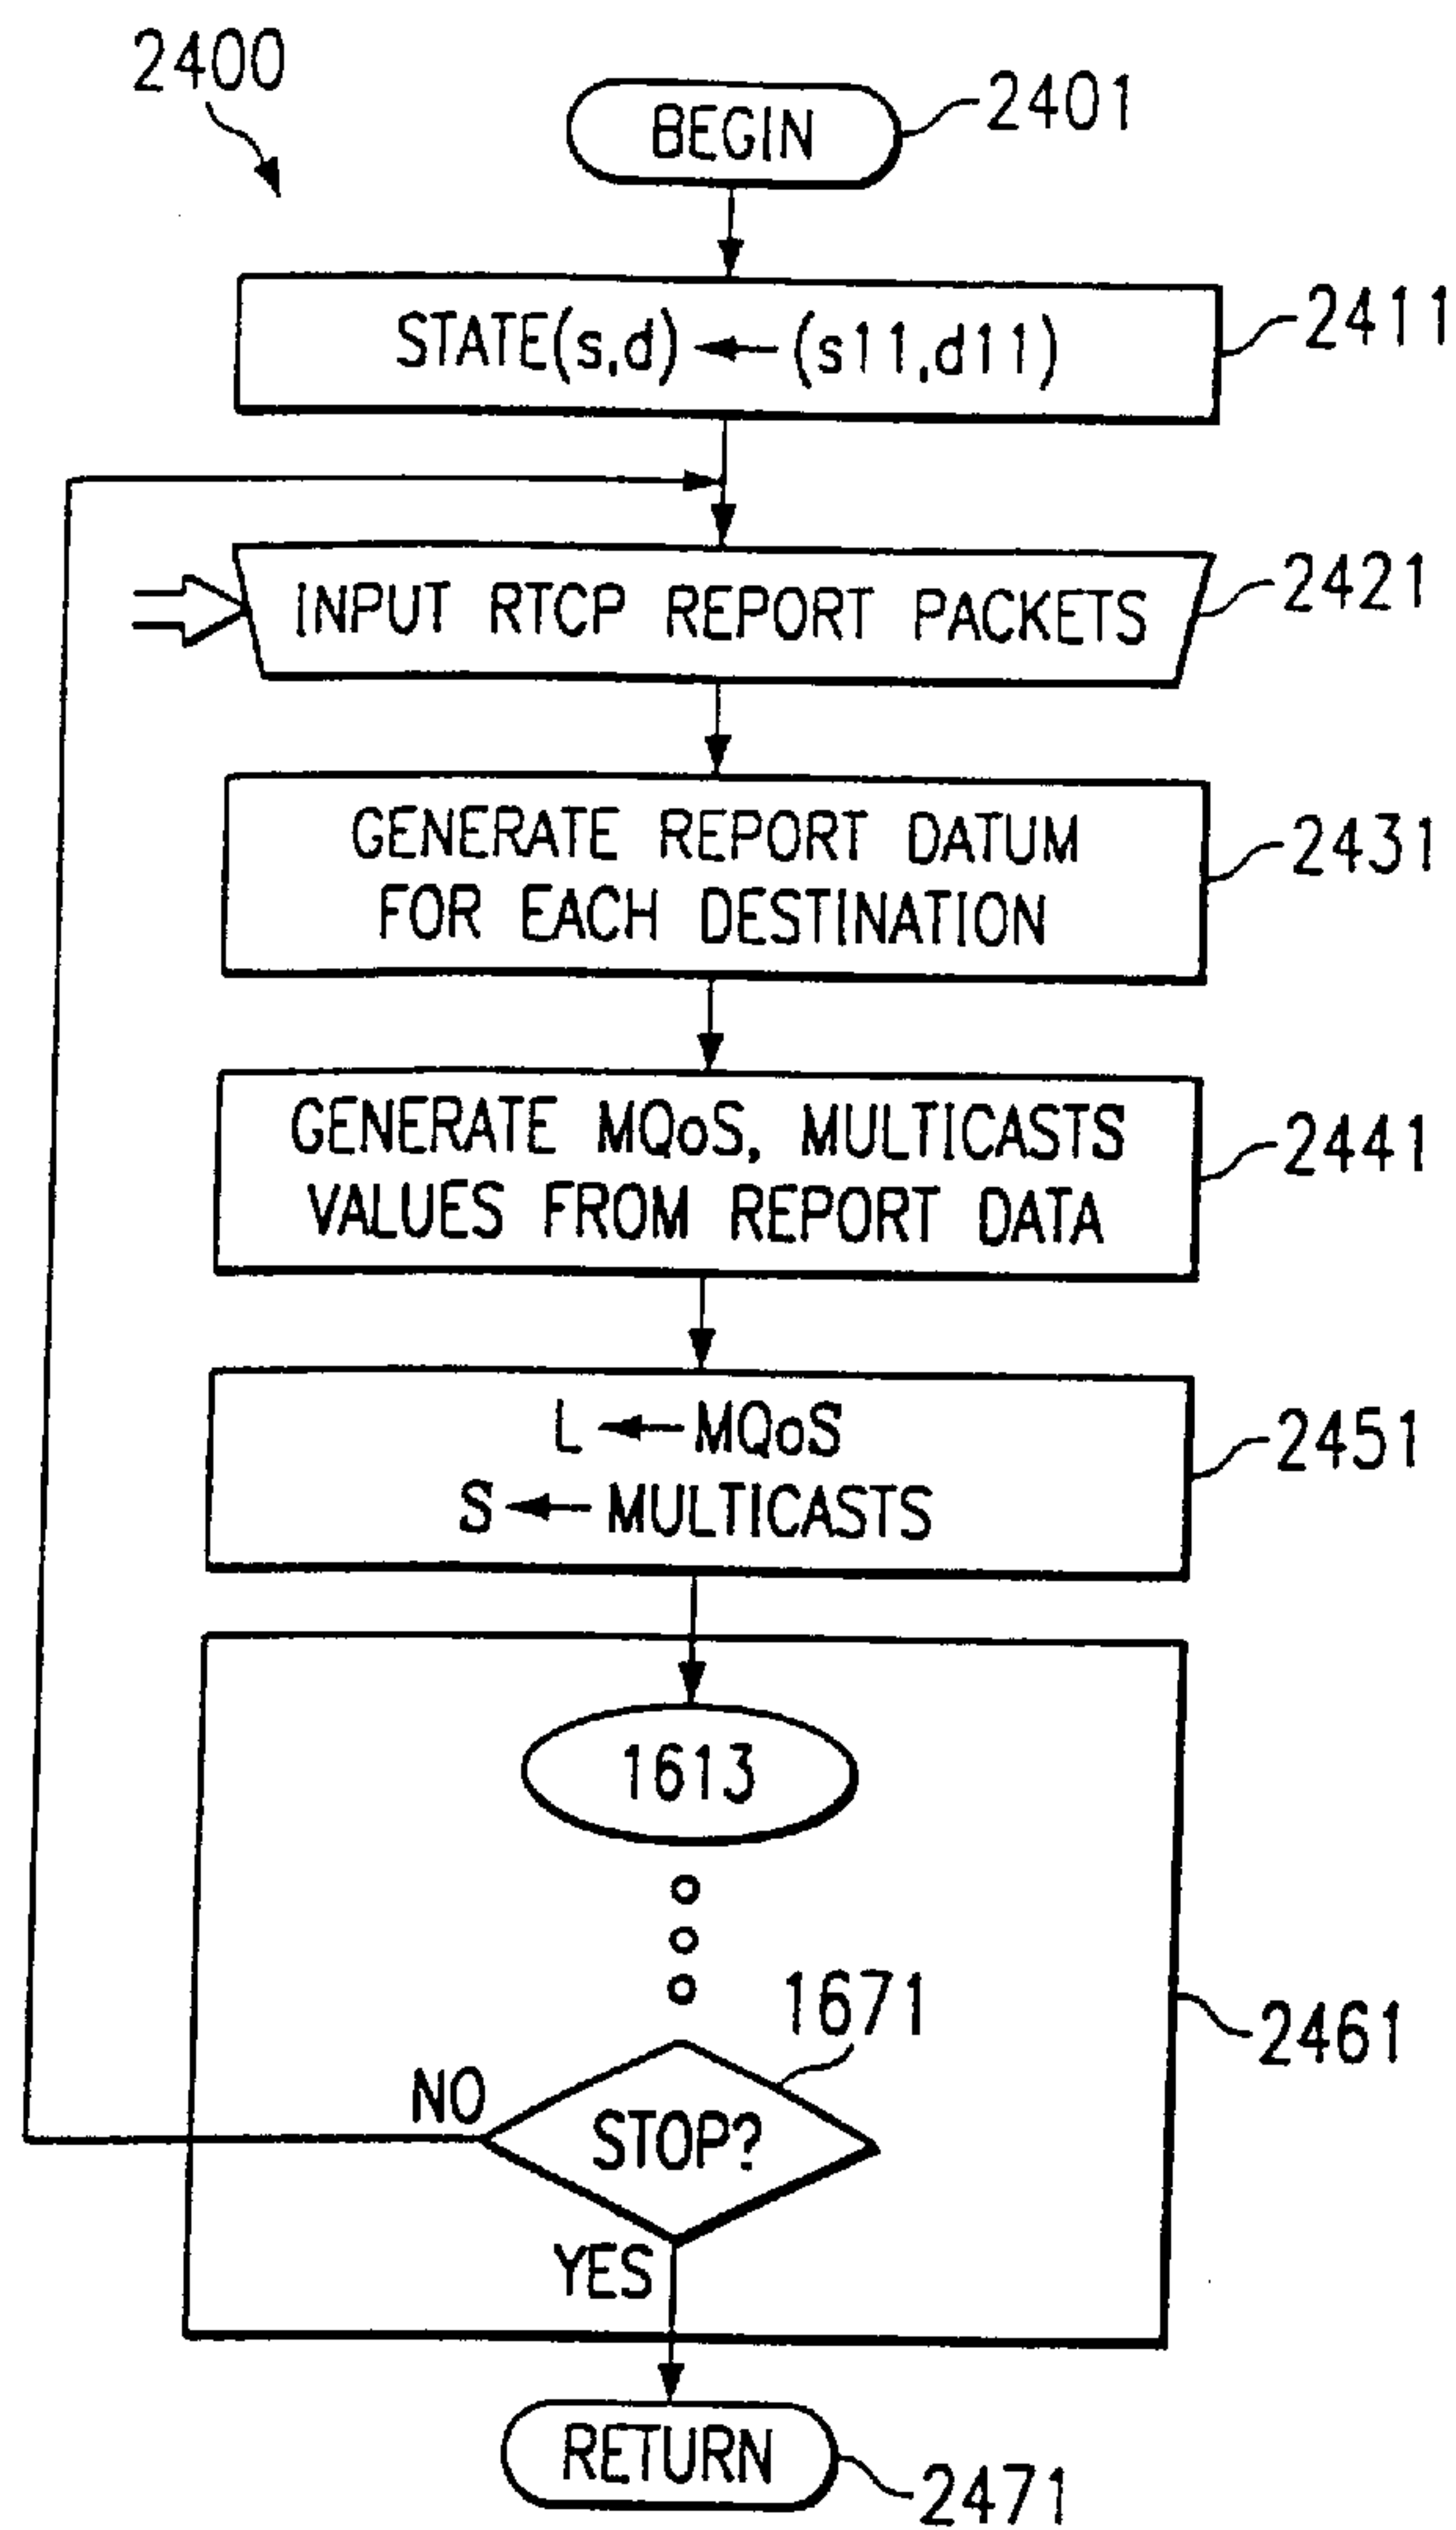 2400
BEGIN
2401
STATE(s,d) ← (s11,d11)
2411
INPUT RTCP REPORT PACKETS
2421
GENERATE REPORT DATUM
FOR EACH DESTINATION
2431
GENERATE MQoS, MULTICASTS
VALUES FROM REPORT DATA
2441
L ← MQoS
S ← MULTICASTS
2451
1613
1671
2461
NO
STOP?
YES
RETURN
2471